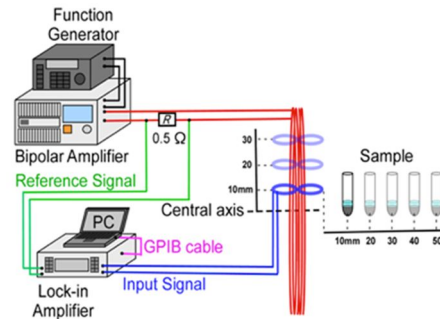 Function
Generator
Bipolar Amplifier
R
0.5 Ω
Reference Signal
PC
GPIB cable
Input Signal
Lock-in
Amplifier
30
20
10mm
Central axis
Sample
10mm 20 30 40 50